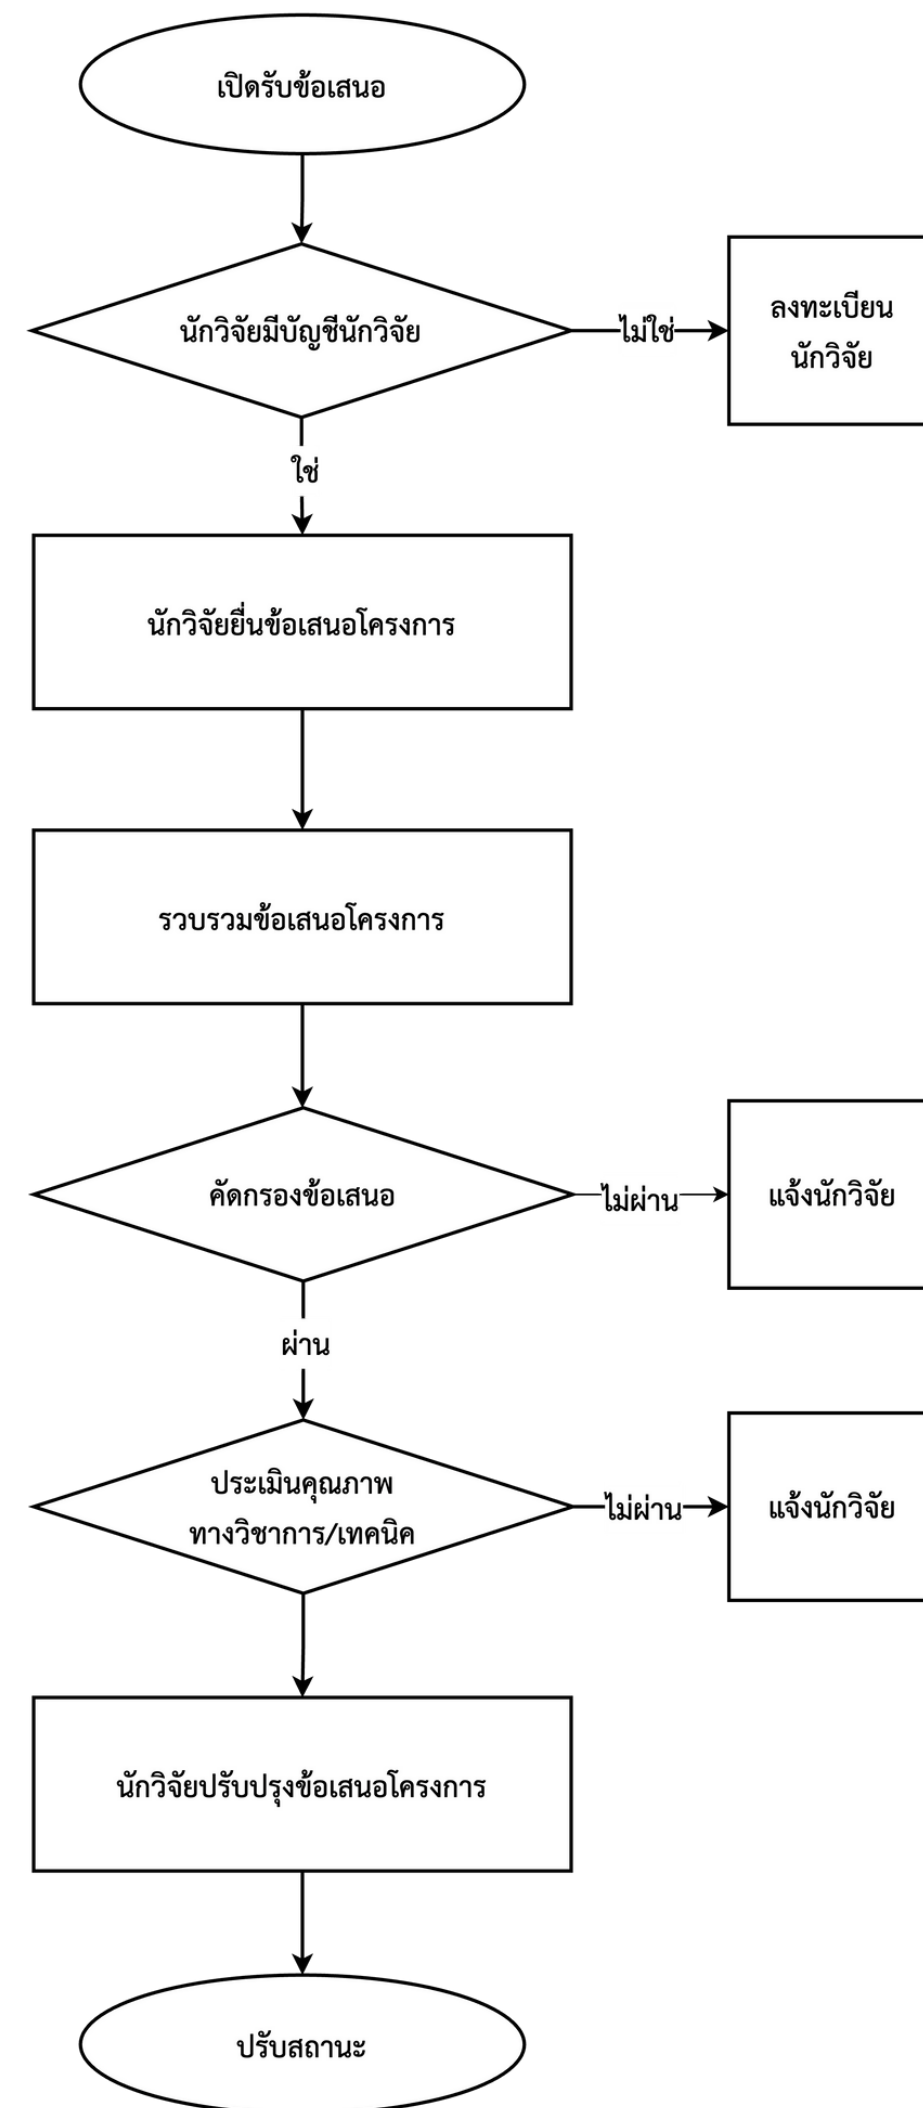 เปิดรับข้อเสนอ
นักวิจัยมีบัญชีนักวิจัย
ไม่ใช่
ลงทะเบียน
นักวิจัย
ใช่
นักวิจัยยื่นข้อเสนอโครงการ
รวบรวมข้อเสนอโครงการ
คัดกรองข้อเสนอ
ไม่ผ่าน
แจ้งนักวิจัย
ผ่าน
ประเมินคุณภาพ
ทางวิชาการ/เทคนิค
ไม่ผ่าน
แจ้งนักวิจัย
นักวิจัยปรับปรุงข้อเสนอโครงการ
ปรับสถานะ